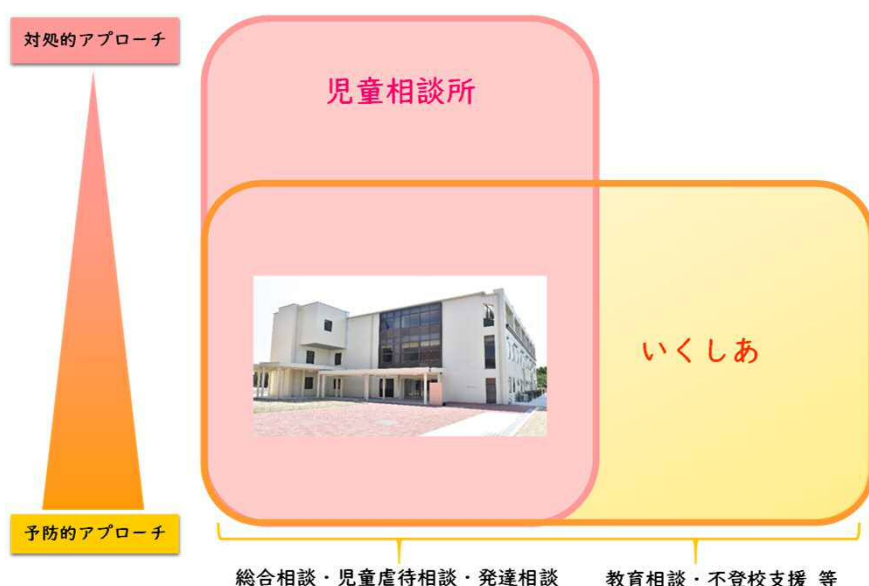 対処的アプローチ
児童相談所
いくしあ
予防的アプローチ
総合相談・児童虐待相談・発達相談
教育相談・不登校支援 等